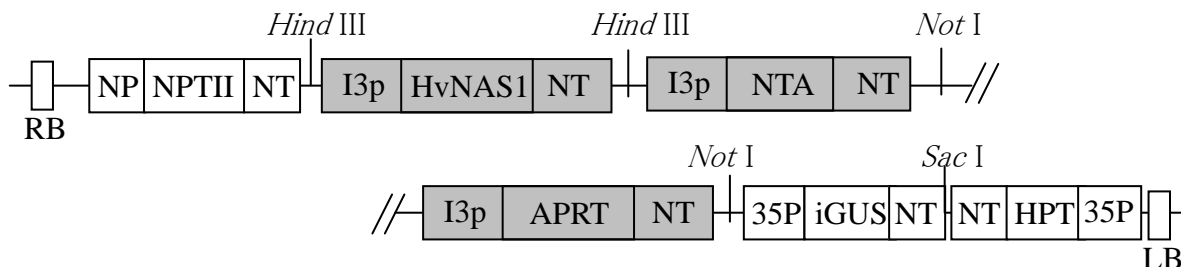 Hind III Hind III Not I
NP NPTII NT I3p HvNAS1 NT I3p NTA NT
RB
Not I Sac I
I3p APRT NT 35P iGUS NT NT HPT 35P
LB